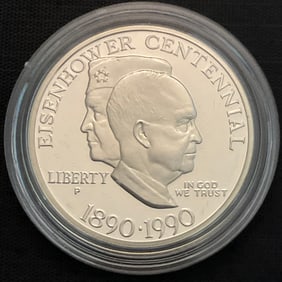 EISENHOWER CENTENNIAL
LIBERTY
P
IN GOD
WE TRUST
1890·1990